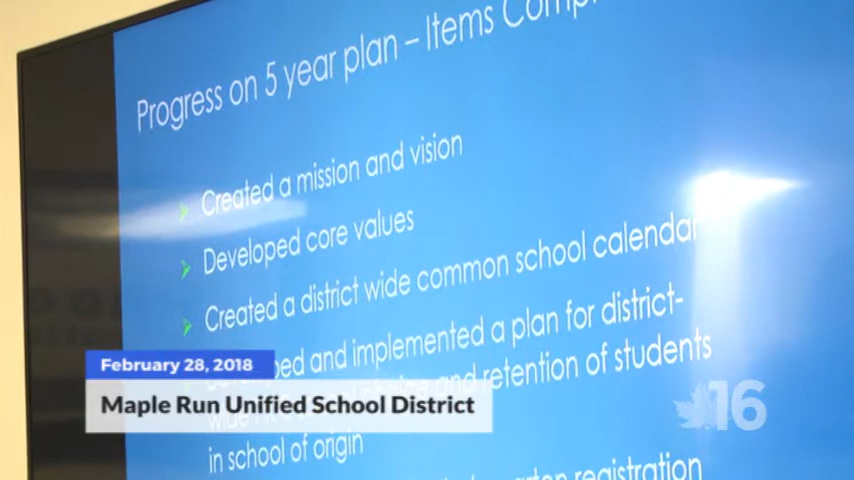 Progress on 5 year plan – Items
Created a mission and vision
Developed core values
Created a district wide common school calendar
and implemented a plan for district-
and retention of students
in school of origin
registration
February 28, 2018
Maple Run Unified School District
16